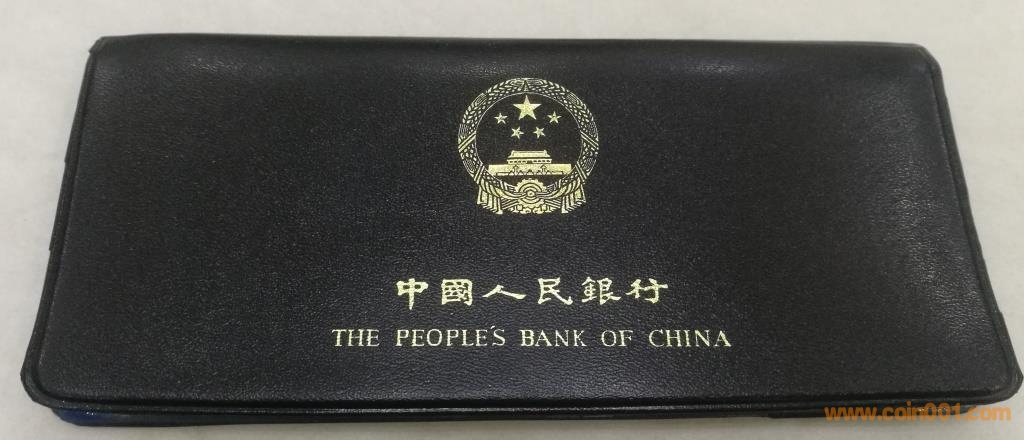 中國人民銀行
THE PEOPLE'S BANK OF CHINA
www.coin001.com